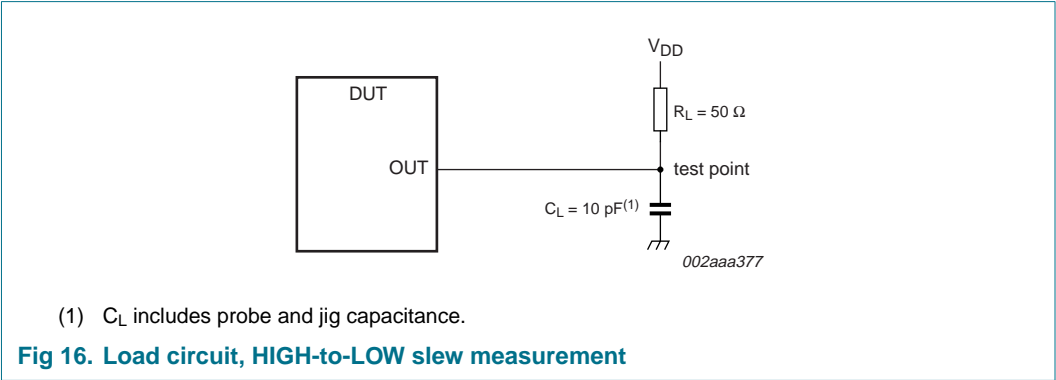 V_DD
DUT
R_L = 50 Ω
OUT
test point
C_L = 10 pF(1)
002aaa377
(1) C_L includes probe and jig capacitance.
Fig 16. Load circuit, HIGH-to-LOW slew measurement